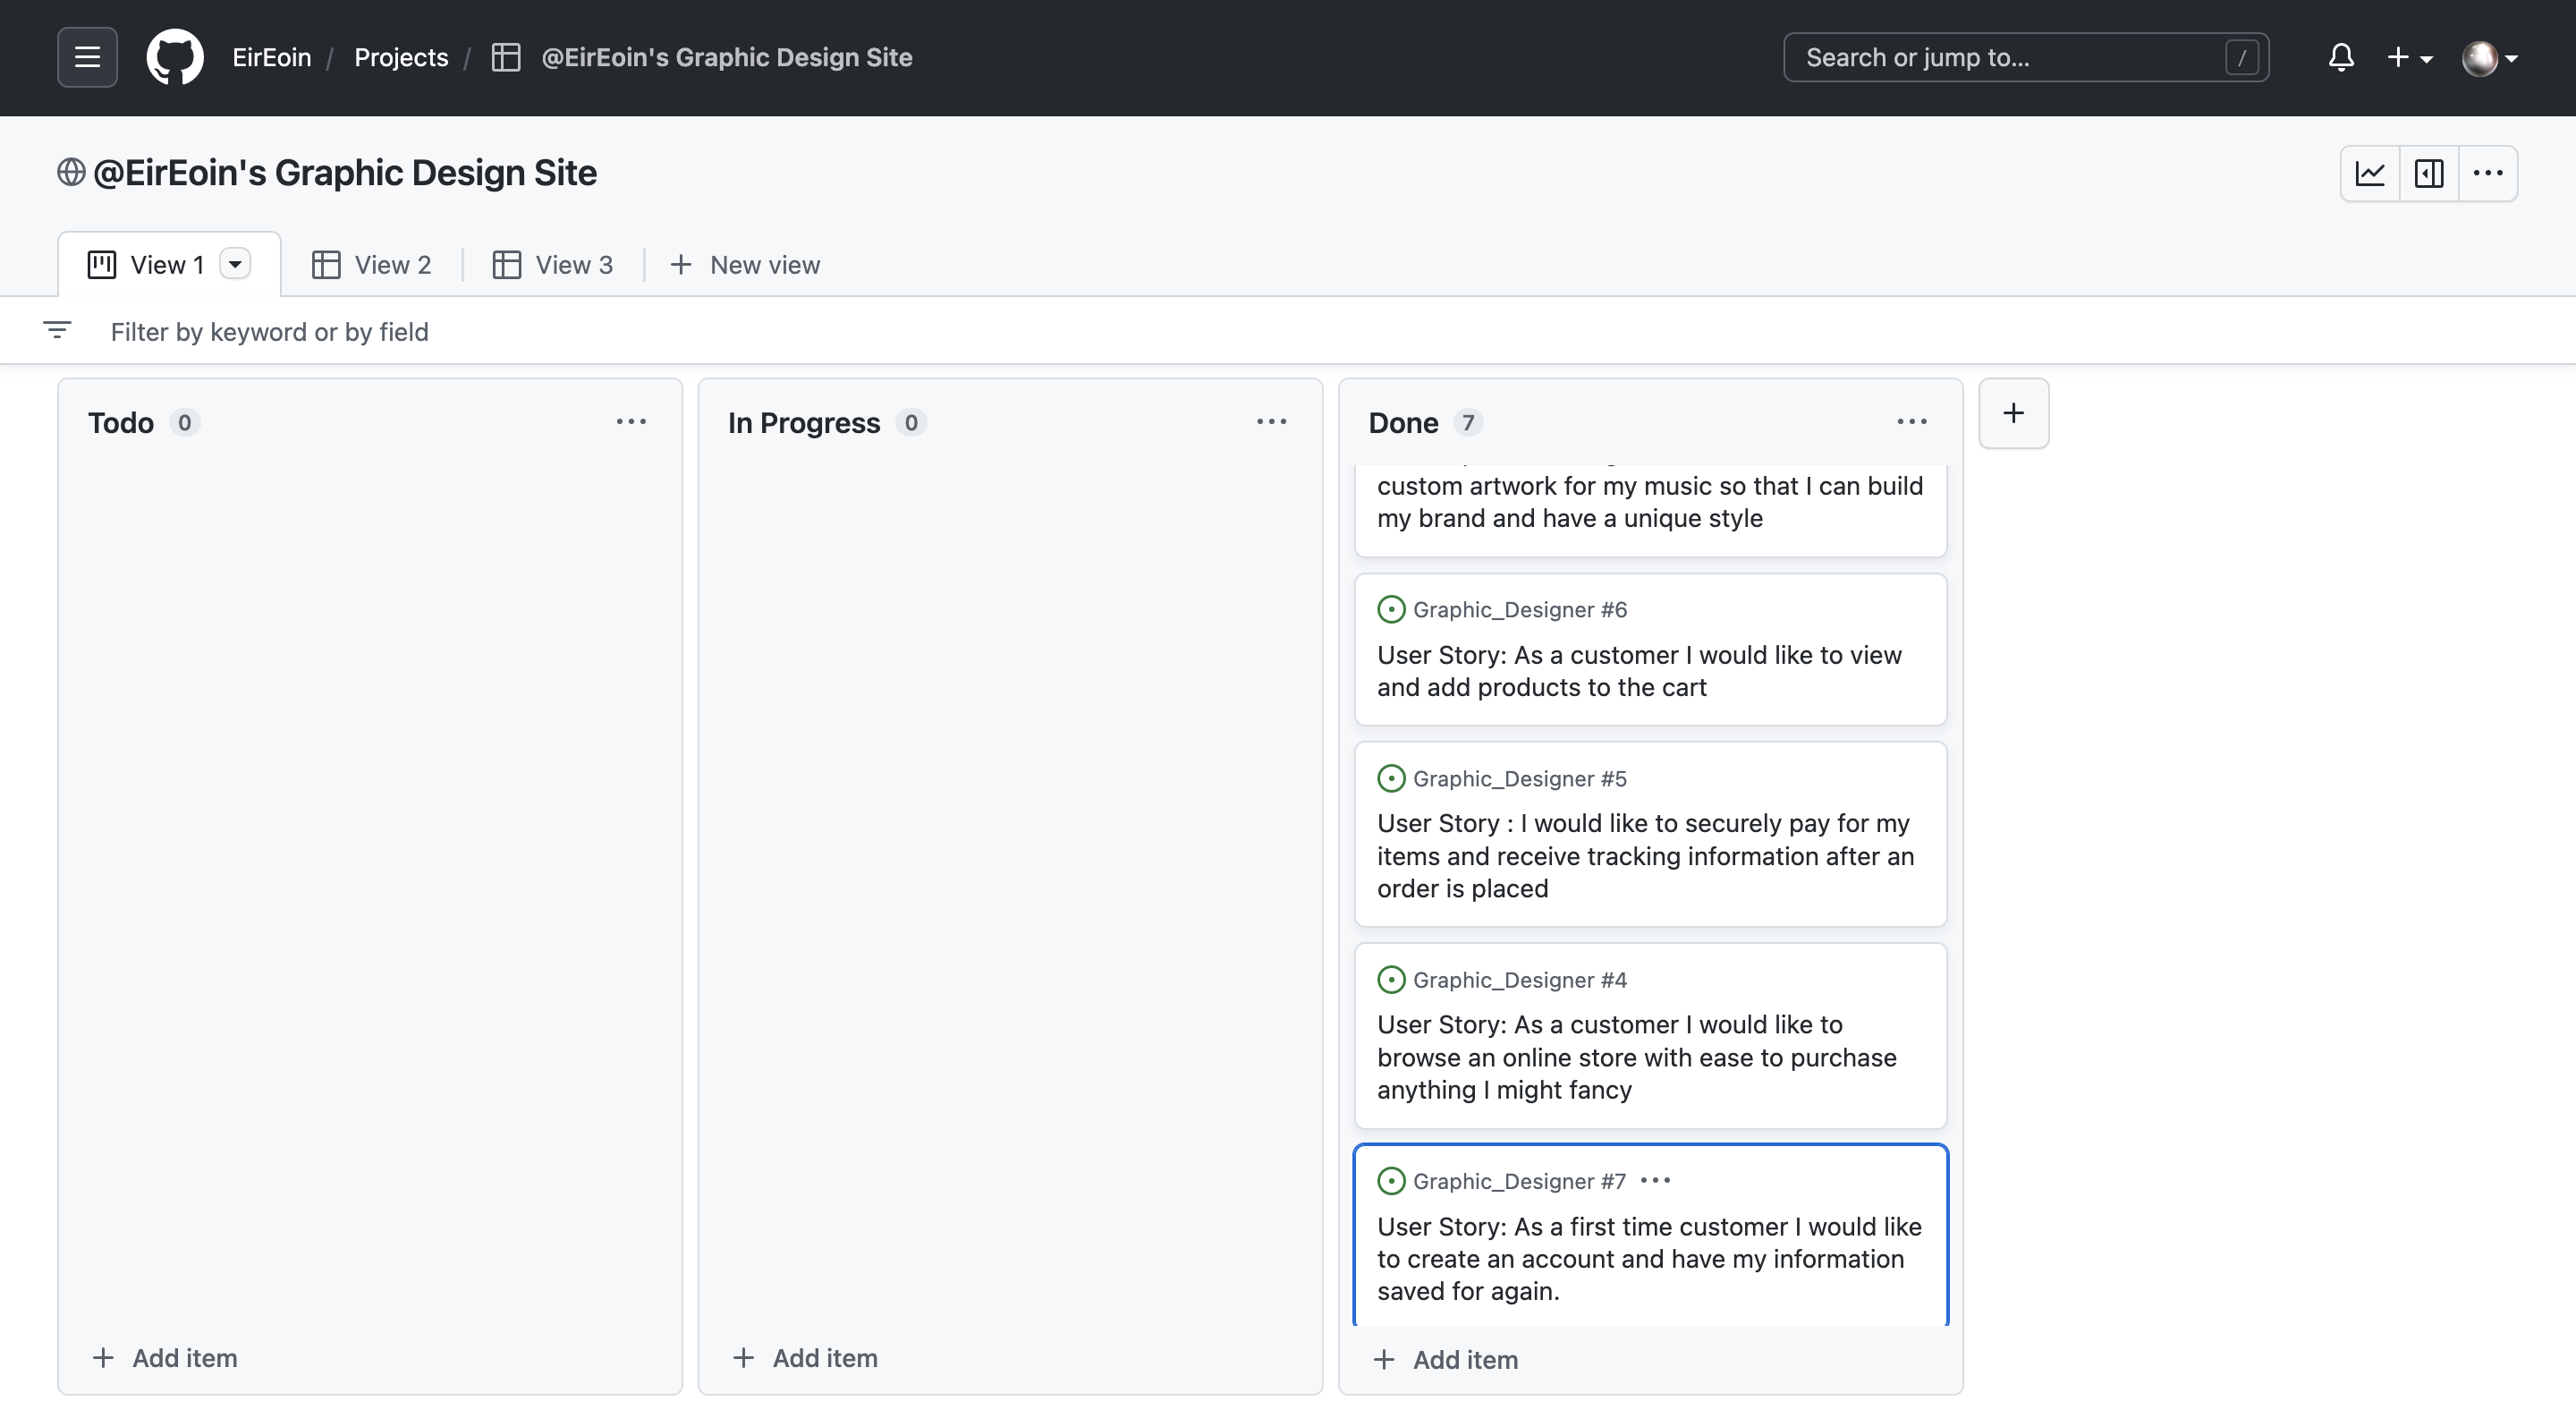 EirEoin / Projects / @EirEoin's Graphic Design Site
Search or jump to... /
@EirEoin's Graphic Design Site
View 1
View 2
View 3
New view
Filter by keyword or by field
Todo 0
Add item
In Progress 0
Add item
Done 7
custom artwork for my music so that I can build
my brand and have a unique style
Graphic_Designer #6
User Story: As a customer I would like to view
and add products to the cart
Graphic_Designer #5
User Story : I would like to securely pay for my
items and receive tracking information after an
order is placed
Graphic_Designer #4
User Story: As a customer I would like to
browse an online store with ease to purchase
anything I might fancy
Graphic_Designer #7
User Story: As a first time customer I would like
to create an account and have my information
saved for again.
Add item